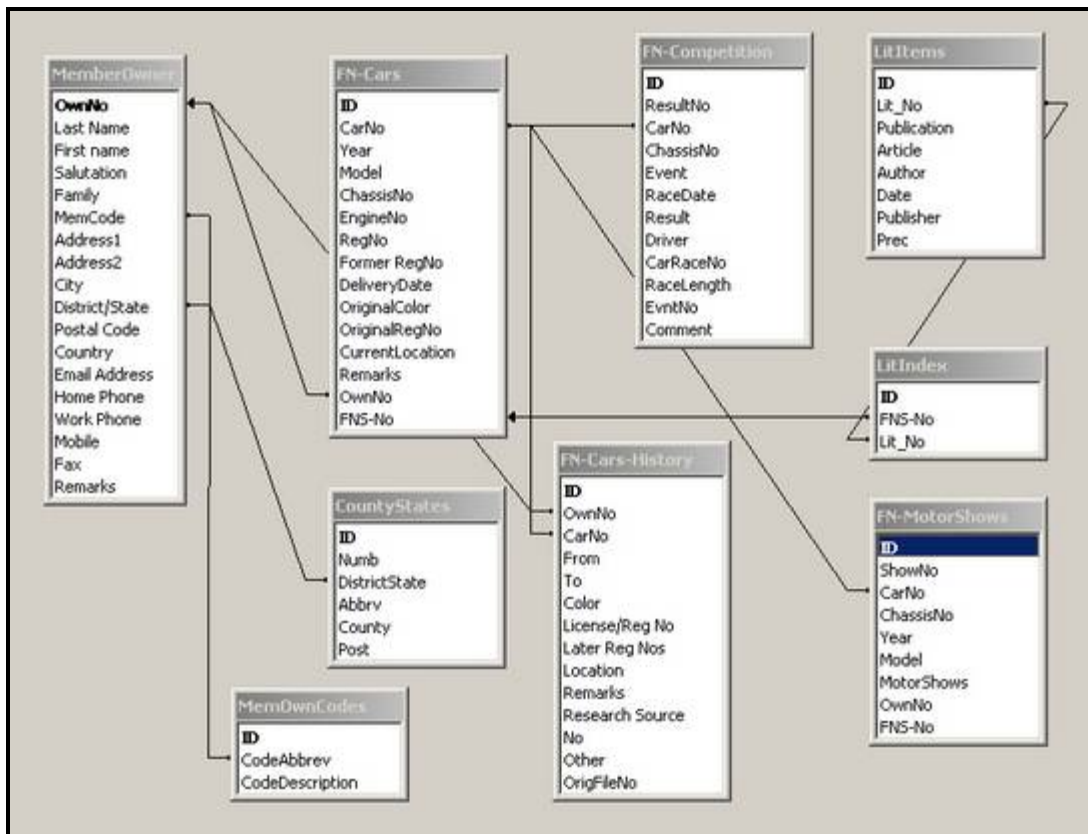 MemberOwner
OwnNo
Last Name
First name
Salutation
Family
MemCode
Address1
Address2
City
District/State
Postal Code
Country
Email Address
Home Phone
Work Phone
Mobile
Fax
Remarks
FN-Cars
ID
CarNo
Year
Model
ChassisNo
EngineNo
RegNo
Former RegNo
DeliveryDate
OriginalColor
OriginalRegNo
CurrentLocation
Remarks
OwnNo
FNS-No
FN-Competition
ID
ResultNo
CarNo
ChassisNo
Event
RaceDate
Result
Driver
CarRaceNo
RaceLength
EvntNo
Comment
LitItems
ID
Lit_No
Publication
Article
Author
Date
Publisher
Prec
LitIndex
ID
FNS-No
Lit_No
FN-Cars-History
ID
OwnNo
CarNo
From
To
Color
License/Reg No
Later Reg Nos
Location
Remarks
Research Source
No
Other
OrigFileNo
CountyStates
ID
Numb
DistrictState
Abbrv
County
Post
FN-MotorShows
ID
ShowNo
CarNo
ChassisNo
Year
Model
MotorShows
OwnNo
FNS-No
MemOwnCodes
ID
CodeAbbrev
CodeDescription